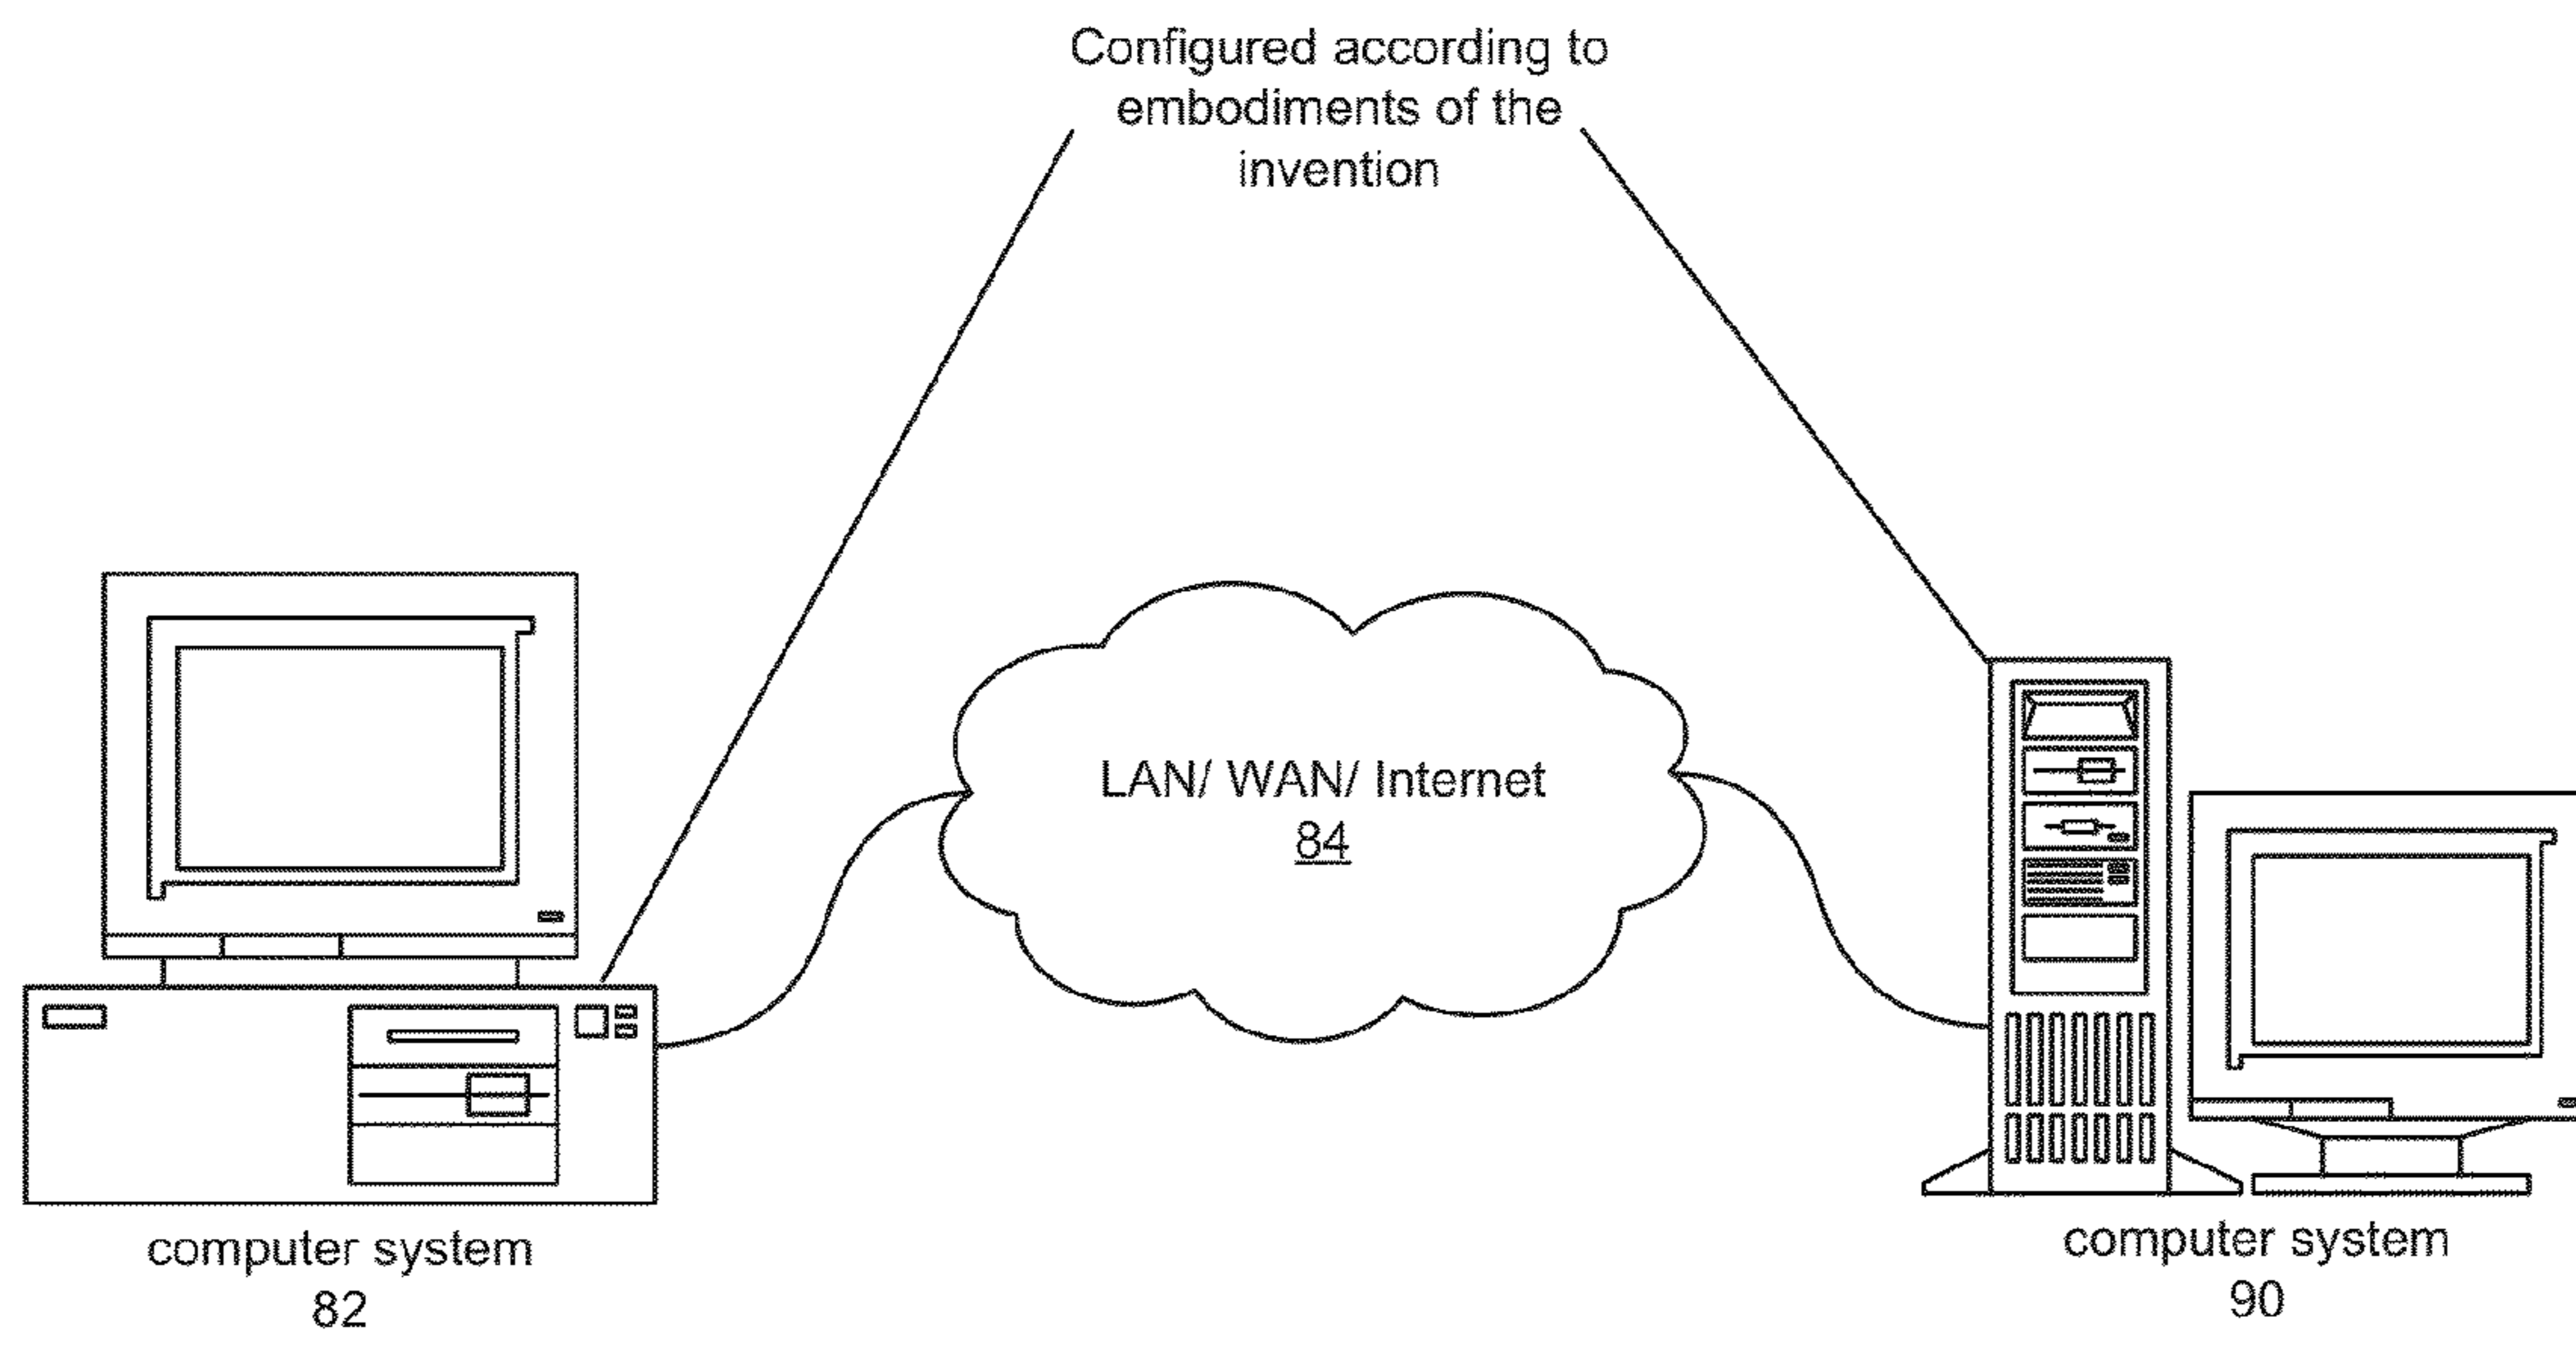 Configured according to
embodiments of the
invention
LAN/ WAN/ Internet
84
computer system
82
computer system
90